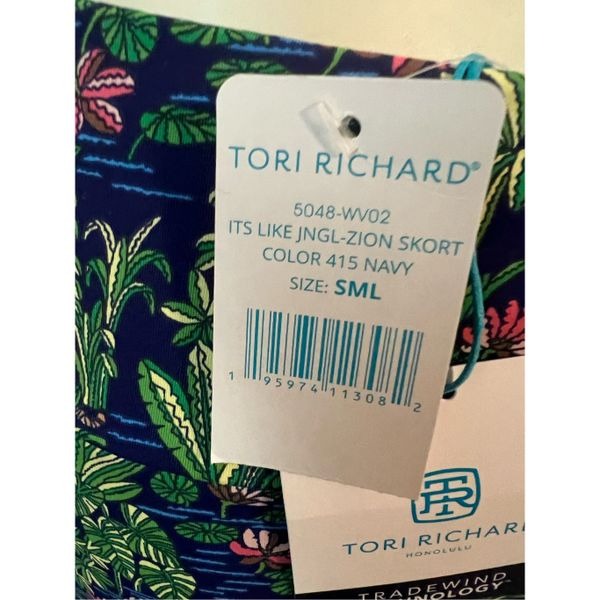 TORI RICHARD®
5048-WV02
ITS LIKE JNGL-ZION SKORT
COLOR 415 NAVY
SIZE: SML
1 95974 11308 2
TR
TORI RICHARD
HONOLULU
TRADEWIND